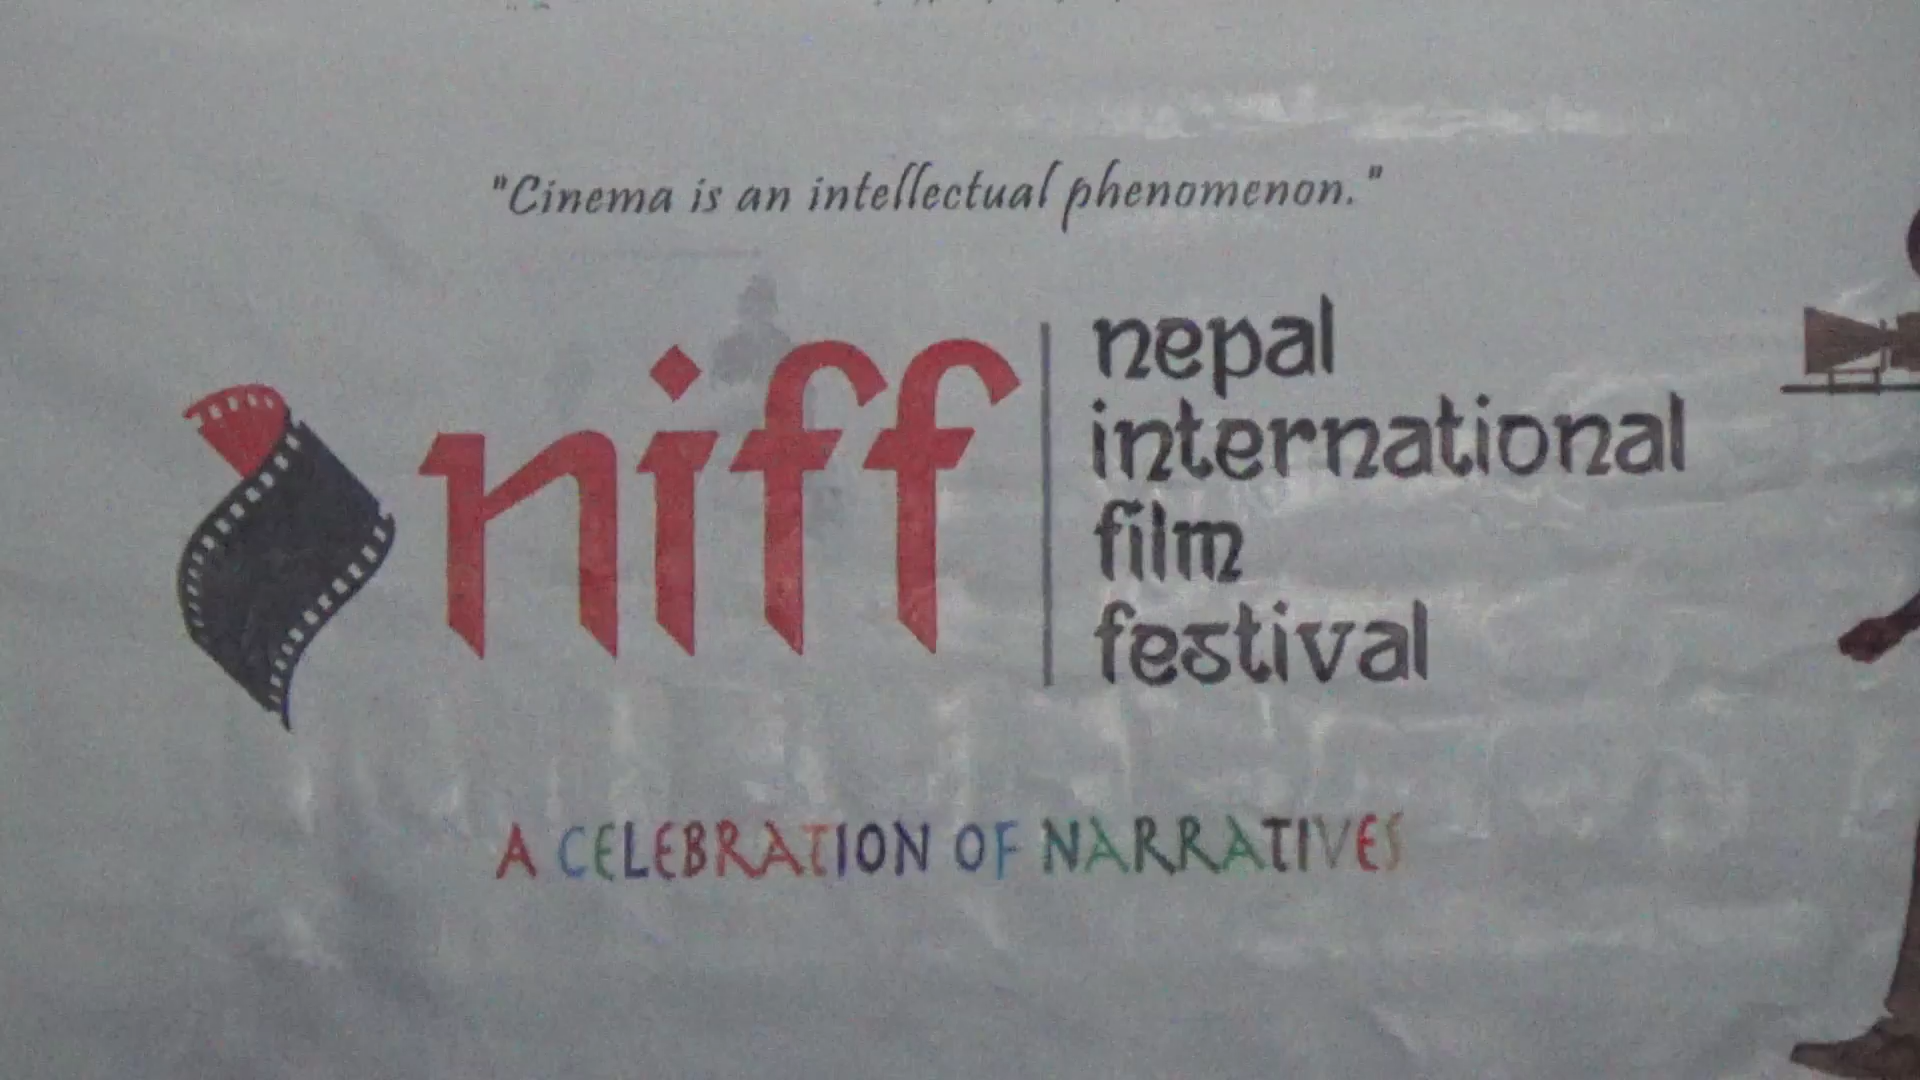 "Cinema is an intellectual phenomenon."
niff
nepal
international
film
festival
A CELEBRATION OF NARRATIVES